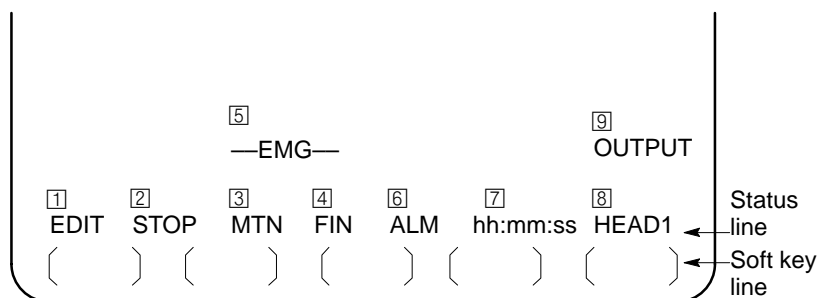 5 9
––EMG–– OUTPUT
1 2 3 4 6 7 8
EDIT STOP MTN FIN ALM hh:mm:ss HEAD1 Status line
( ) ( ) ( ) ( ) ( ) Soft key line